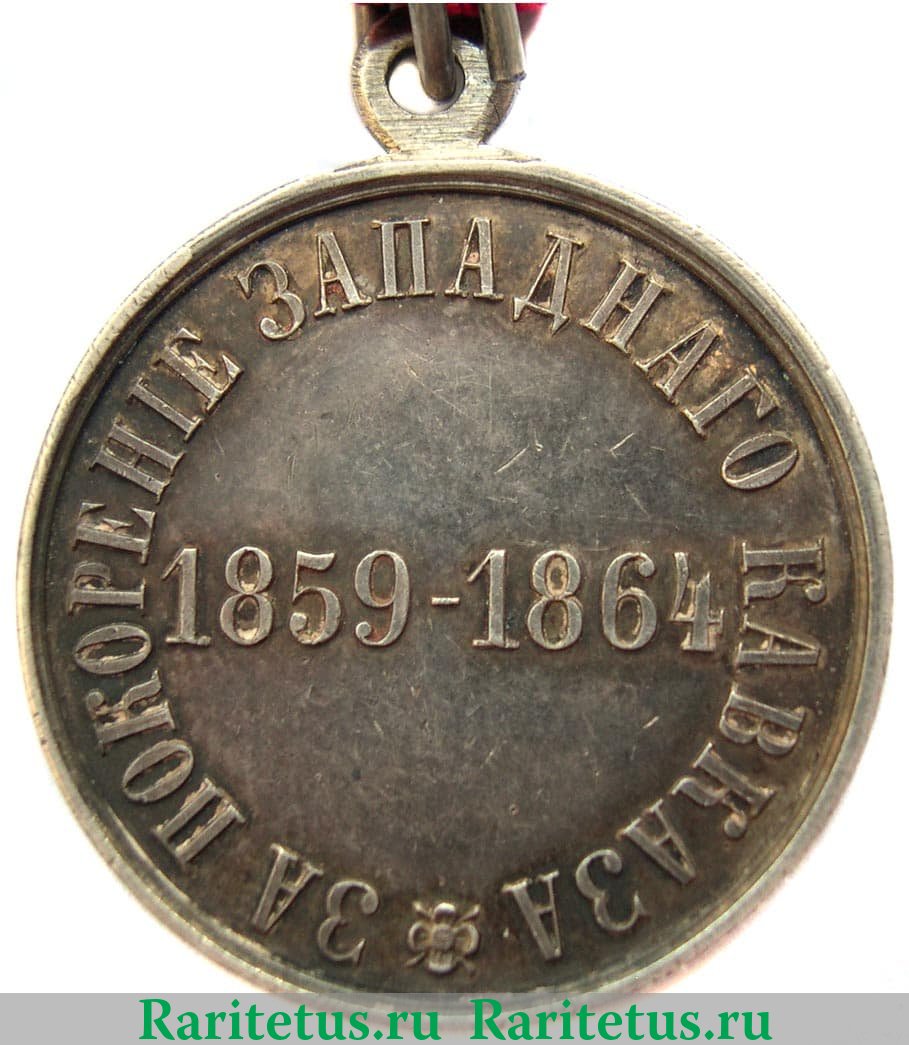 ЗА ПОКОРЕНІЕ ЗАПАДНАГО КАВКАЗА
1859-1864
Raritetus.ru Raritetus.ru